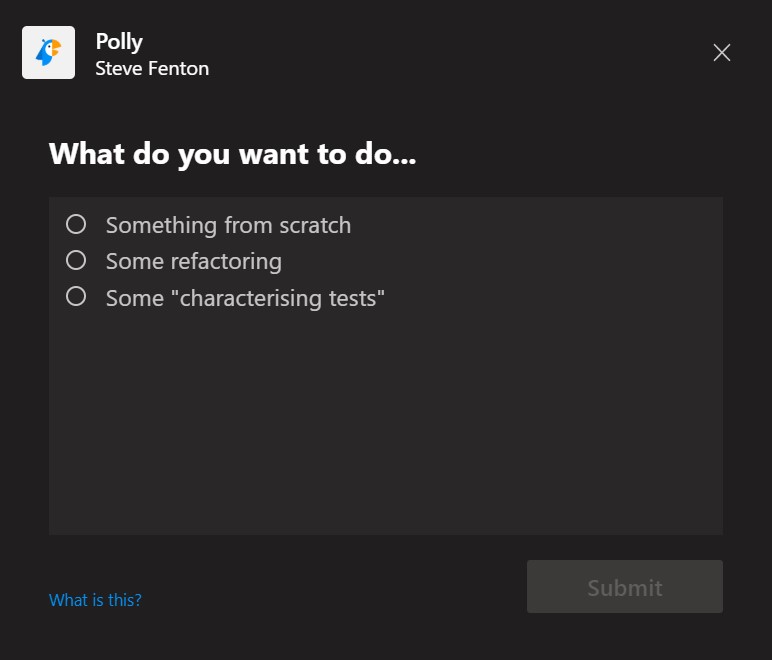 Polly
Steve Fenton
What do you want to do...
Something from scratch
Some refactoring
Some "characterising tests"
What is this?
Submit